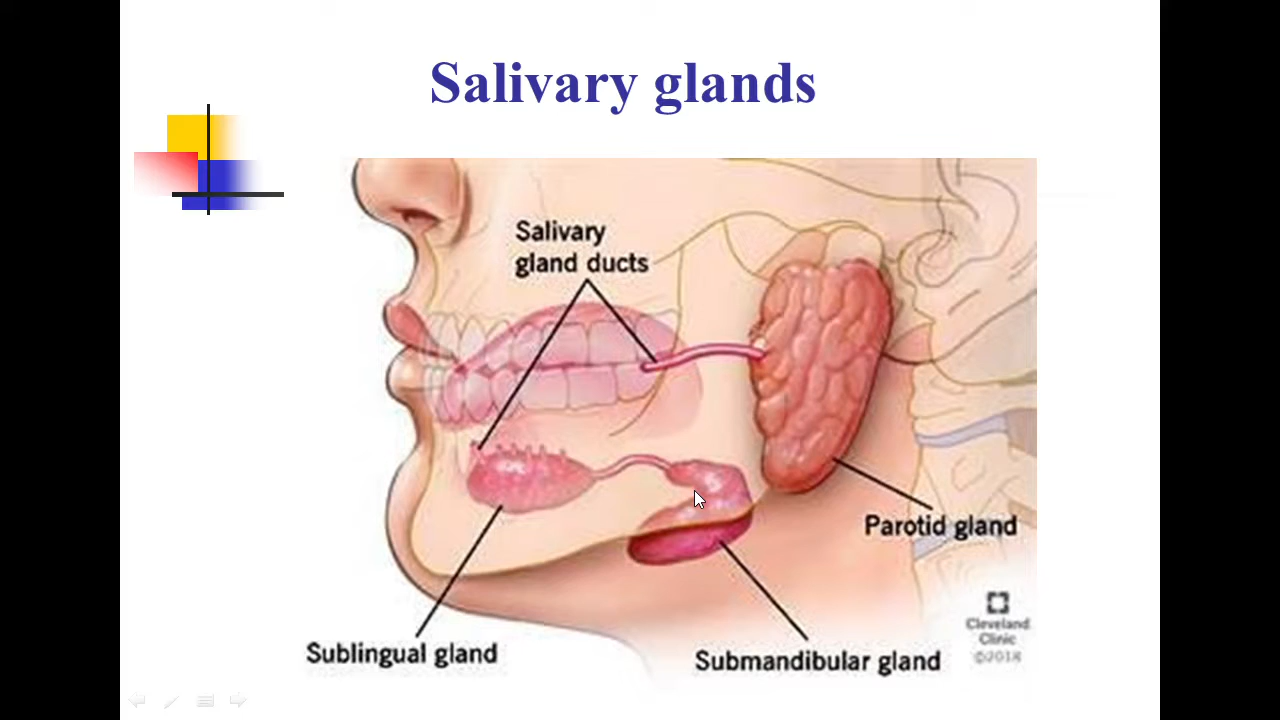 Salivary glands
Salivary
gland ducts
Parotid gland
Cleveland
Clinic
©2018
Sublingual gland
Submandibular gland